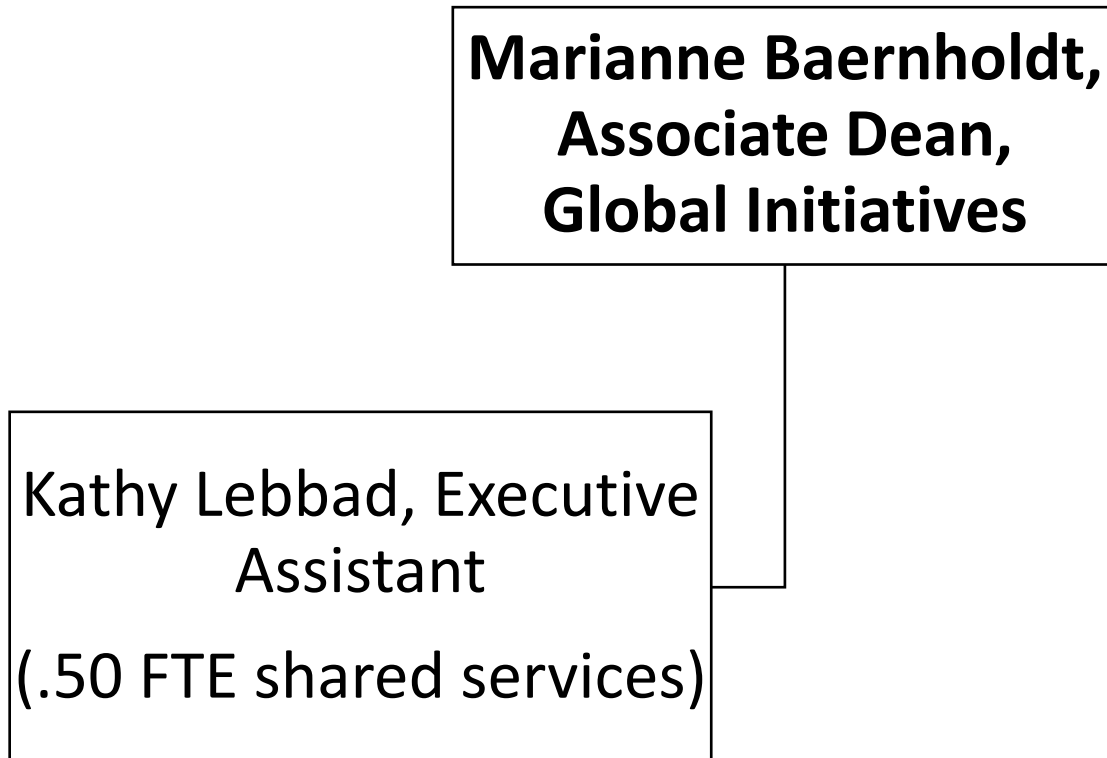 Marianne Baernholdt,
Associate Dean,
Global Initiatives
Kathy Lebbad, Executive
Assistant
(.50 FTE shared services)